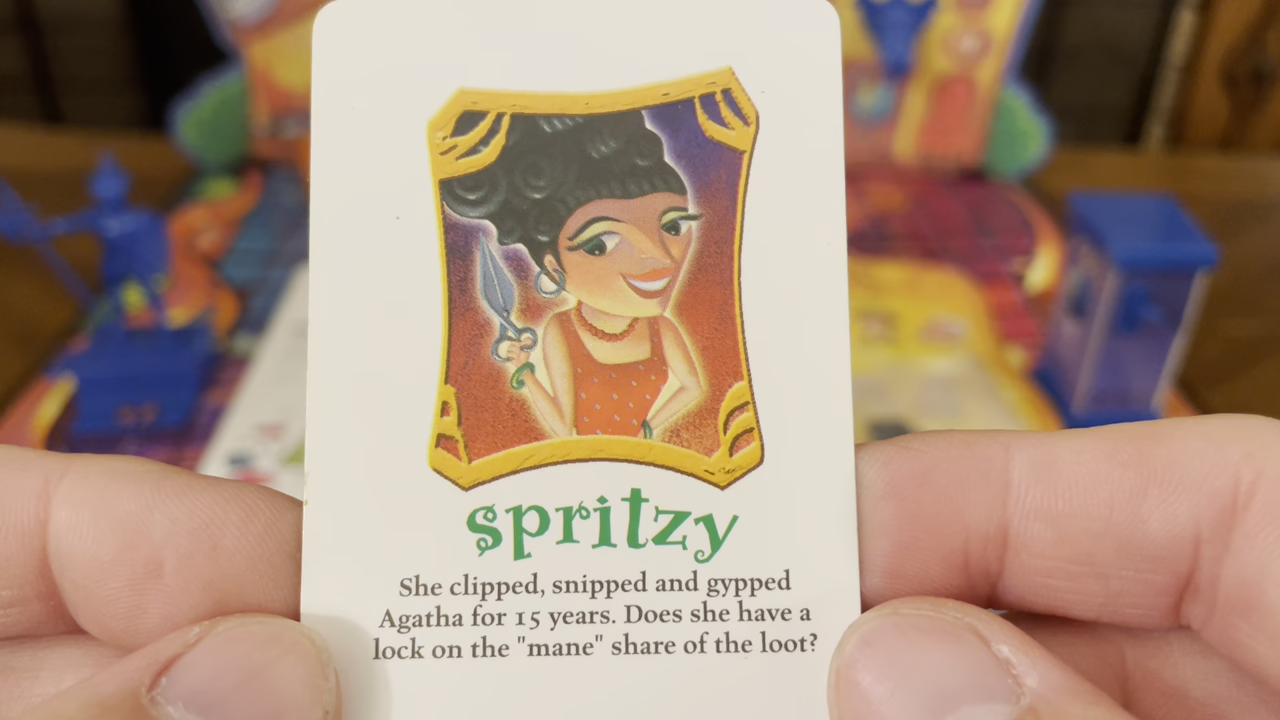 spritzy
She clipped, snipped and gypped
Agatha for 15 years. Does she have a
lock on the "mane" share of the loot?